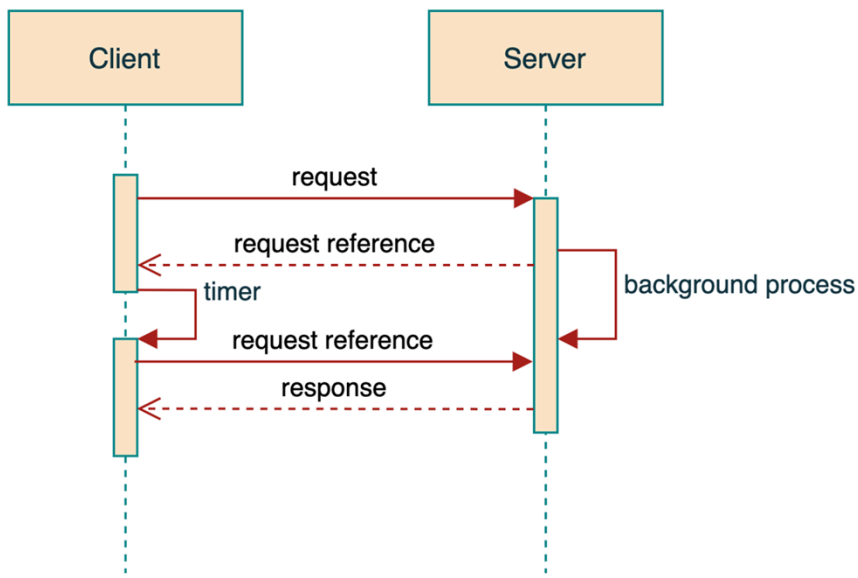 Client
Server
request
request reference
background process
timer
request reference
response